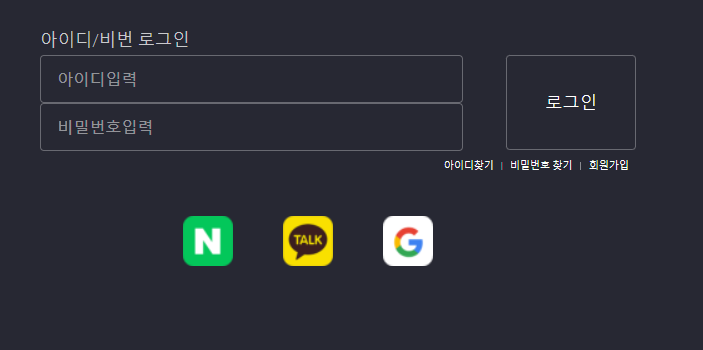 아이디/비번 로그인
아이디입력
비밀번호입력
로그인
아이디찾기 | 비밀번호 찾기 | 회원가입
N TALK G